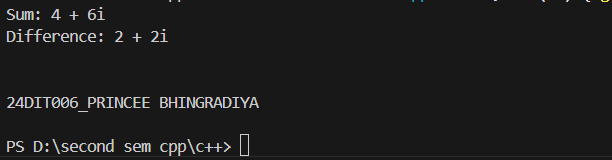 Sum: 4 + 6i
Difference: 2 + 2i
24DIT006_PRINCEE BHINGRADIYA
PS D:\second sem cpp\c++>